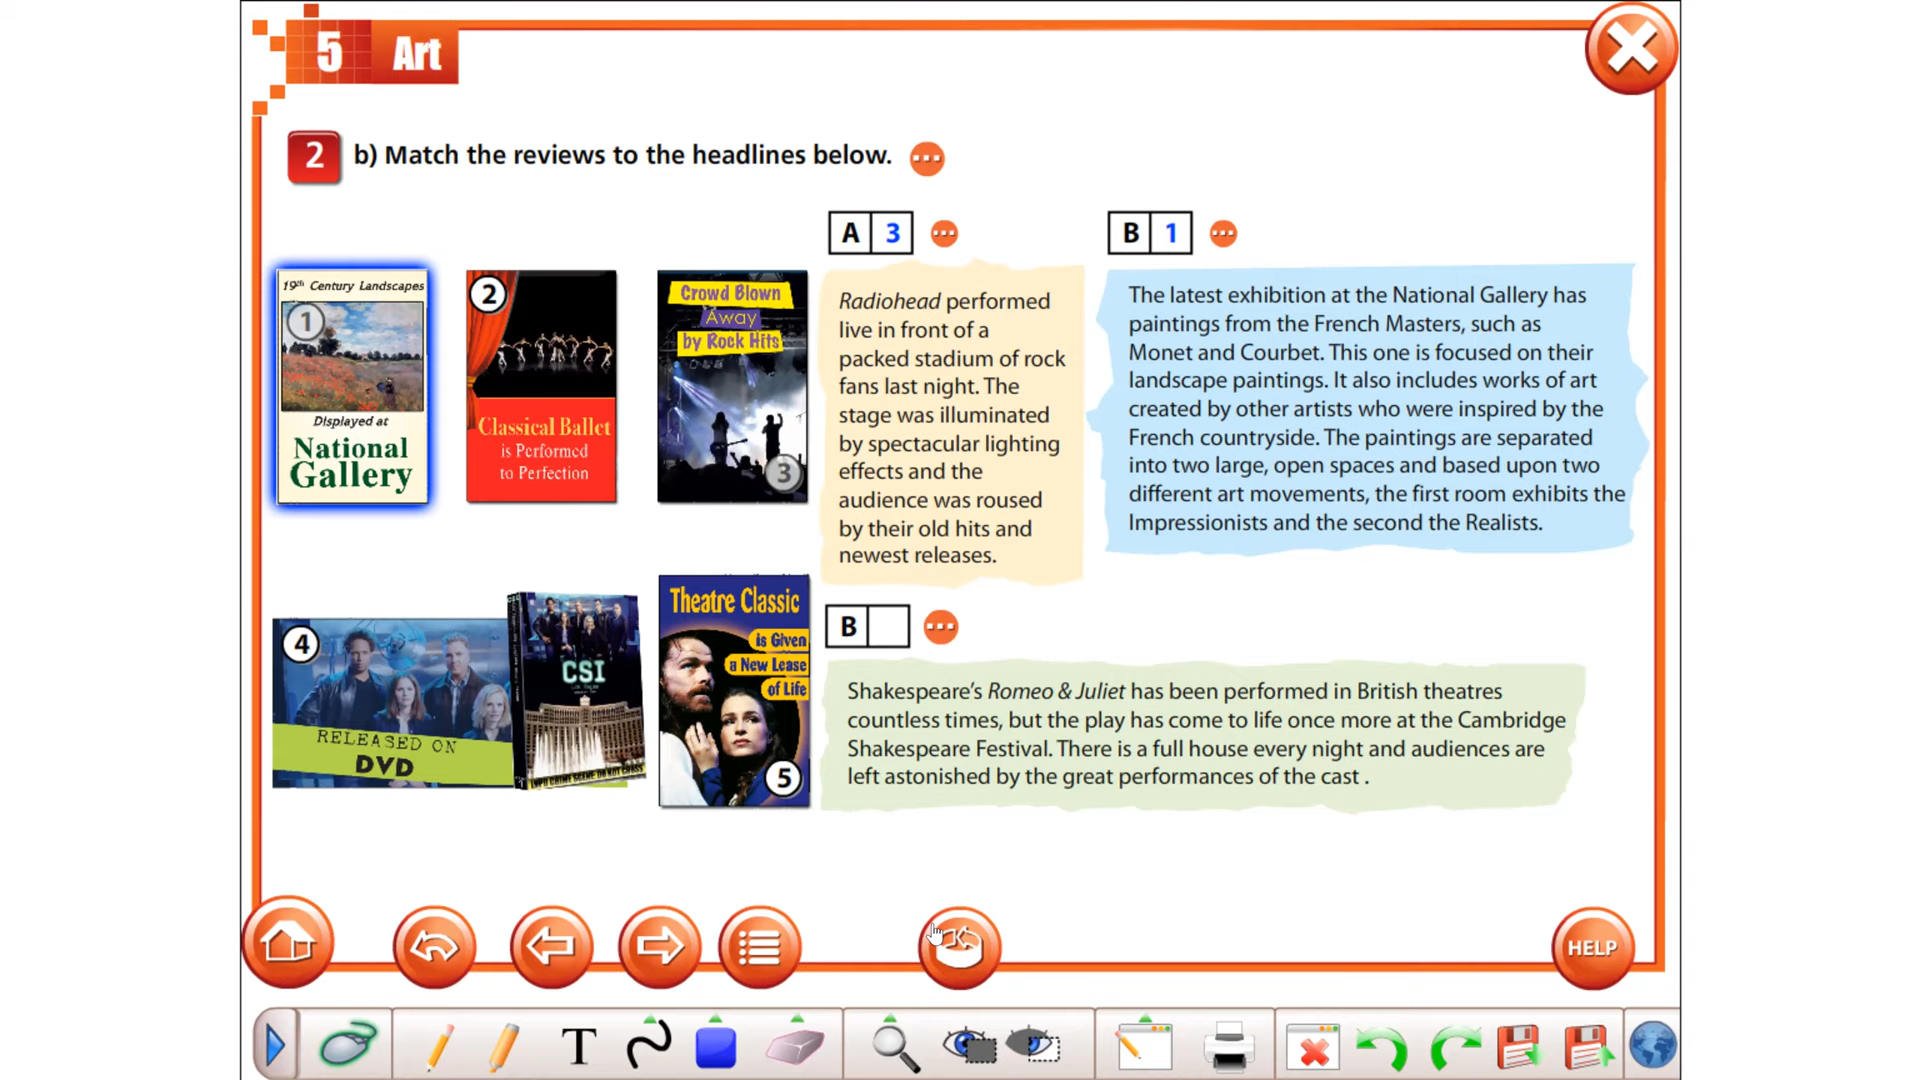 5 Art
2 b) Match the reviews to the headlines below.
A 3
B 1
19th Century Landscapes
1
Displayed at
National
Gallery
2
Classical Ballet
is Performed
to Perfection
Crowd Blown
Away
by Rock Hits
3
Radiohead performed
live in front of a
packed stadium of rock
fans last night. The
stage was illuminated
by spectacular lighting
effects and the
audience was roused
by their old hits and
newest releases.
The latest exhibition at the National Gallery has
paintings from the French Masters, such as
Monet and Courbet. This one is focused on their
landscape paintings. It also includes works of art
created by other artists who were inspired by the
French countryside. The paintings are separated
into two large, open spaces and based upon two
different art movements, the first room exhibits the
Impressionists and the second the Realists.
4
RELEASED ON
DVD
CSI
Theatre Classic
is Given
a New Lease
of Life
5
B
Shakespeare's Romeo & Juliet has been performed in British theatres
countless times, but the play has come to life once more at the Cambridge
Shakespeare Festival. There is a full house every night and audiences are
left astonished by the great performances of the cast .
HELP
T